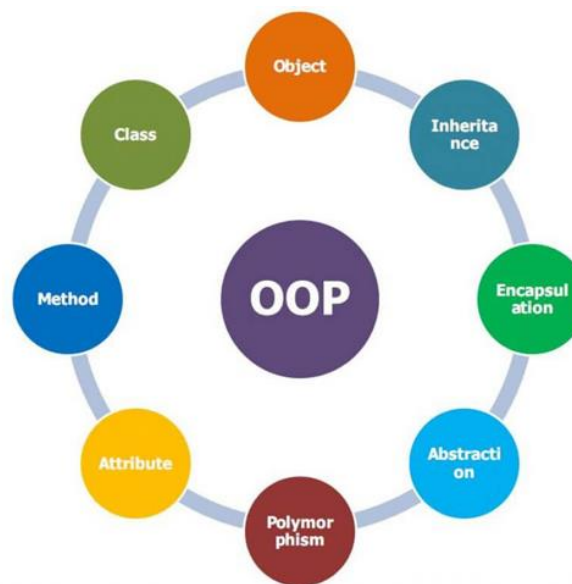 Object
Inherita
nce
Encapsul
ation
Abstracti
on
Polymor
phism
Attribute
Method
Class
OOP